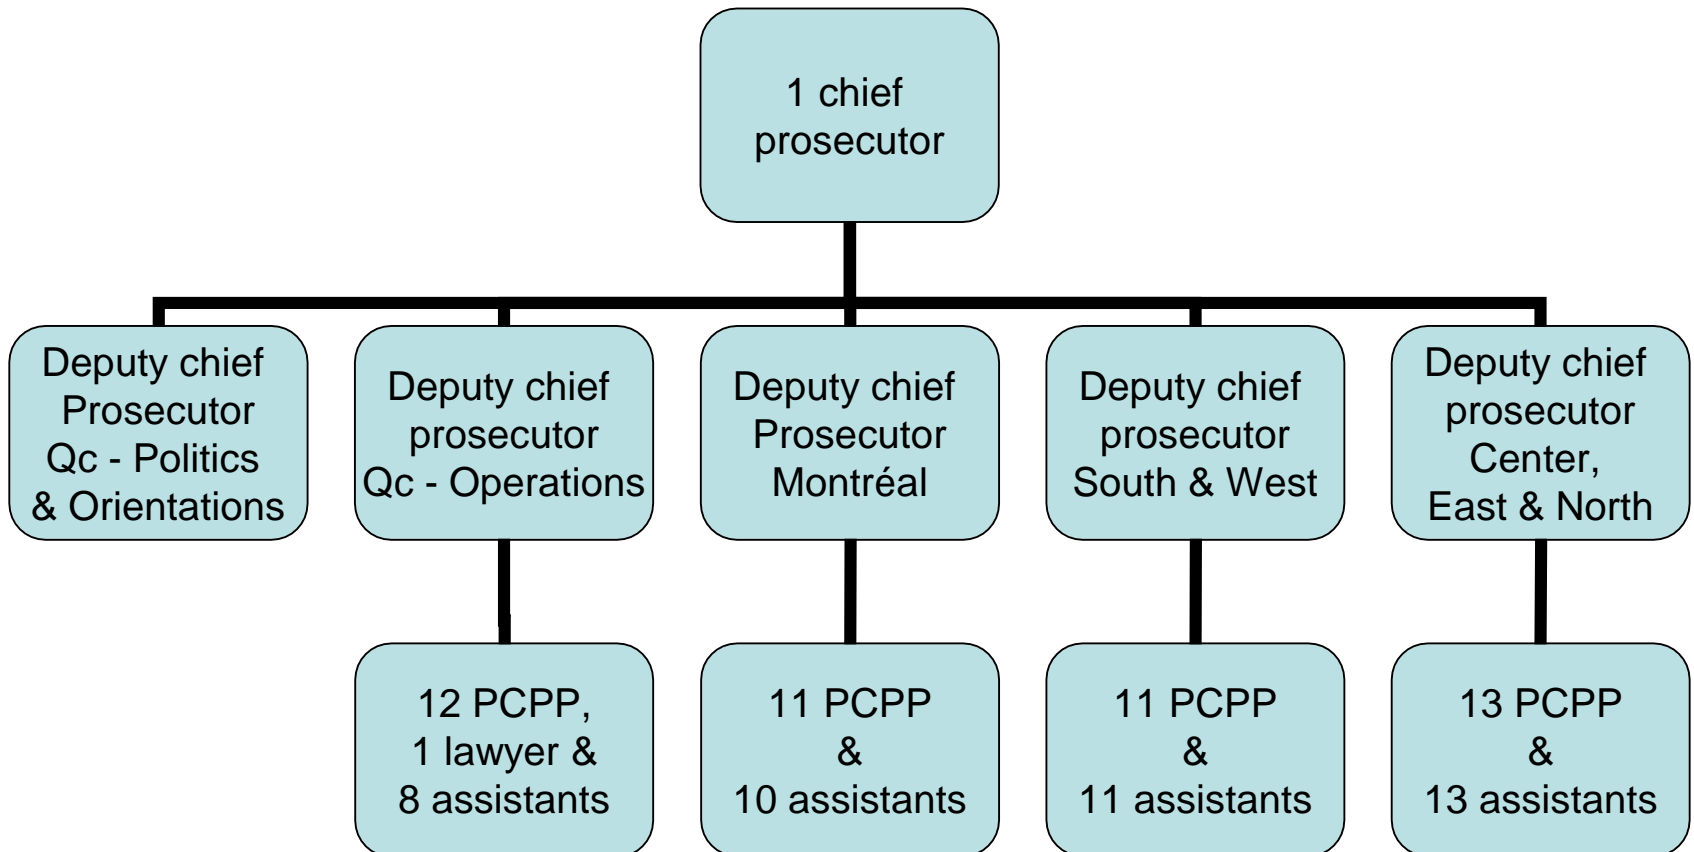 1 chief
prosecutor
Deputy chief
Prosecutor
Qc - Politics
& Orientations
Deputy chief
prosecutor
Qc - Operations
Deputy chief
Prosecutor
Montréal
Deputy chief
prosecutor
South & West
Deputy chief
prosecutor
Center,
East & North
12 PCPP,
1 lawyer &
8 assistants
11 PCPP
&
10 assistants
11 PCPP
&
11 assistants
13 PCPP
&
13 assistants